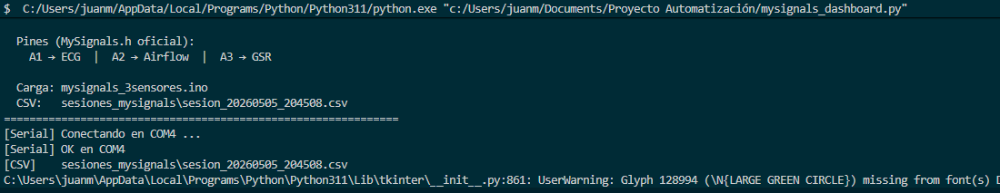 $ C:/Users/juanm/AppData/Local/Programs/Python/Python311/python.exe "c:/Users/juanm/Documents/Proyecto Automatización/mysignals_dashboard.py"
Pines (MySignals.h oficial):
A1 → ECG | A2 → Airflow | A3 → GSR
Carga: mysignals_3sensores.ino
CSV: sesiones_mysignals\sesion_20260505_204508.csv
============================================================
[Serial] Conectando en COM4 ...
[Serial] OK en COM4
[CSV] sesiones_mysignals\sesion_20260505_204508.csv
C:\Users\juanm\AppData\Local\Programs\Python\Python311\Lib\tkinter\__init__.py:861: UserWarning: Glyph 128994 (\N{LARGE GREEN CIRCLE}) missing from font(s) D